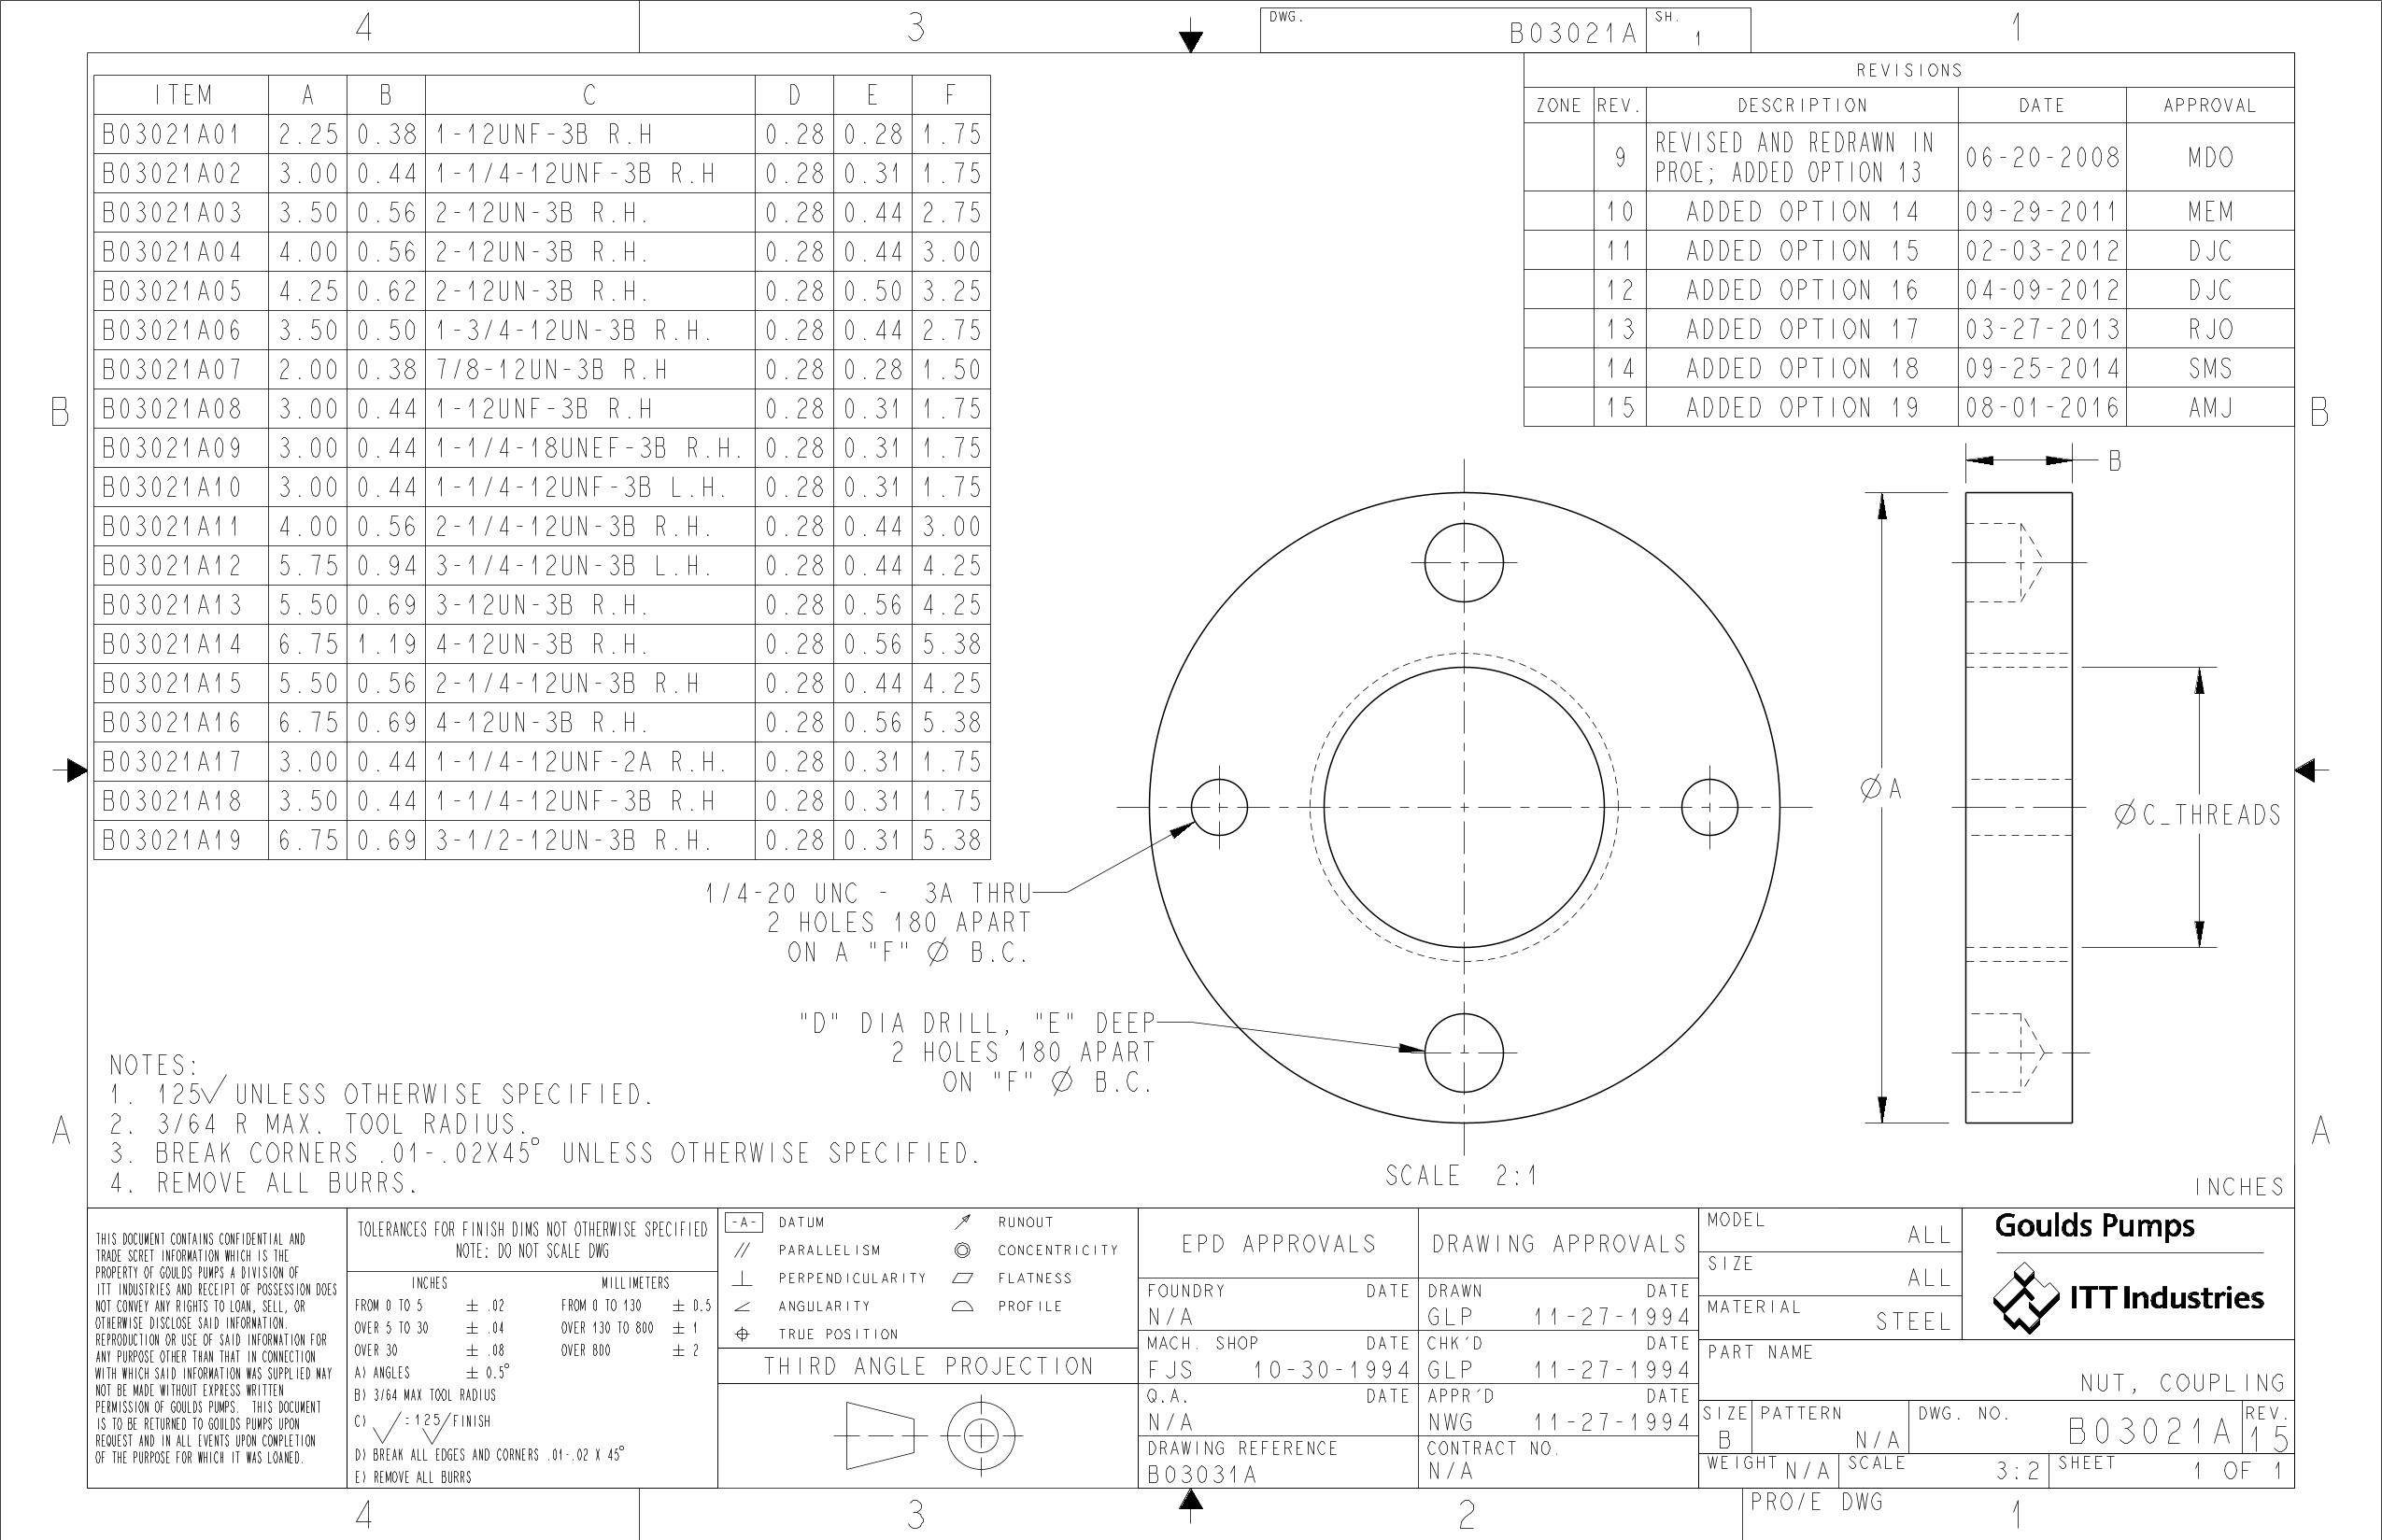 4 3 1
DWG. B03021A SH. 1
ITEM A B C D E F
B03021A01 2.25 0.38 1-12UNF-3B R.H 0.28 0.28 1.75
B03021A02 3.00 0.44 1-1/4-12UNF-3B R.H 0.28 0.31 1.75
B03021A03 3.50 0.56 2-12UN-3B R.H. 0.28 0.44 2.75
B03021A04 4.00 0.56 2-12UN-3B R.H. 0.28 0.44 3.00
B03021A05 4.25 0.62 2-12UN-3B R.H. 0.28 0.50 3.25
B03021A06 3.50 0.50 1-3/4-12UN-3B R.H. 0.28 0.44 2.75
B03021A07 2.00 0.38 7/8-12UN-3B R.H 0.28 0.28 1.50
B03021A08 3.00 0.44 1-12UNF-3B R.H 0.28 0.31 1.75
B03021A09 3.00 0.44 1-1/4-18UNEF-3B R.H. 0.28 0.31 1.75
B03021A10 3.00 0.44 1-1/4-12UNF-3B L.H. 0.28 0.31 1.75
B03021A11 4.00 0.56 2-1/4-12UN-3B R.H. 0.28 0.44 3.00
B03021A12 5.75 0.94 3-1/4-12UN-3B L.H. 0.28 0.44 4.25
B03021A13 5.50 0.69 3-12UN-3B R.H. 0.28 0.56 4.25
B03021A14 6.75 1.19 4-12UN-3B R.H. 0.28 0.56 5.38
B03021A15 5.50 0.56 2-1/4-12UN-3B R.H 0.28 0.44 4.25
B03021A16 6.75 0.69 4-12UN-3B R.H. 0.28 0.56 5.38
B03021A17 3.00 0.44 1-1/4-12UNF-2A R.H. 0.28 0.31 1.75
B03021A18 3.50 0.44 1-1/4-12UNF-3B R.H 0.28 0.31 1.75
B03021A19 6.75 0.69 3-1/2-12UN-3B R.H. 0.28 0.31 5.38
REVISIONS
ZONE REV. DESCRIPTION DATE APPROVAL
9 REVISED AND REDRAWN IN
PROE; ADDED OPTION 13 06-20-2008 MDO
10 ADDED OPTION 14 09-29-2011 MEM
11 ADDED OPTION 15 02-03-2012 DJC
12 ADDED OPTION 16 04-09-2012 DJC
13 ADDED OPTION 17 03-27-2013 RJO
14 ADDED OPTION 18 09-25-2014 SMS
15 ADDED OPTION 19 08-01-2016 AMJ
B B
B
ØA
ØC_THREADS
1/4-20 UNC - 3A THRU
2 HOLES 180 APART
ON A "F" Ø B.C.
"D" DIA DRILL, "E" DEEP
2 HOLES 180 APART
ON "F" Ø B.C.
SCALE 2:1
INCHES
A A
NOTES:
1. 125√ UNLESS OTHERWISE SPECIFIED.
2. 3/64 R MAX. TOOL RADIUS.
3. BREAK CORNERS .01-.02X45° UNLESS OTHERWISE SPECIFIED.
4. REMOVE ALL BURRS.
THIS DOCUMENT CONTAINS CONFIDENTIAL AND
TRADE SCRET INFORMATION WHICH IS THE
PROPERTY OF GOULDS PUMPS A DIVISION OF
ITT INDUSTRIES AND RECEIPT OF POSSESSION DOES
NOT CONVEY ANY RIGHTS TO LOAN, SELL, OR
OTHERWISE DISCLOSE SAID INFORMATION.
REPRODUCTION OR USE OF SAID INFORMATION FOR
ANY PURPOSE OTHER THAN THAT IN CONNECTION
WITH WHICH SAID INFORMATION WAS SUPPLIED MAY
NOT BE MADE WITHOUT EXPRESS WRITTEN
PERMISSION OF GOULDS PUMPS. THIS DOCUMENT
IS TO BE RETURNED TO GOULDS PUMPS UPON
REQUEST AND IN ALL EVENTS UPON COMPLETION
OF THE PURPOSE FOR WHICH IT WAS LOANED.
TOLERANCES FOR FINISH DIMS NOT OTHERWISE SPECIFIED
NOTE: DO NOT SCALE DWG
INCHES MILLIMETERS
FROM 0 TO 5 ± .02 FROM 0 TO 130 ± 0.5
OVER 5 TO 30 ± .04 OVER 130 TO 800 ± 1
OVER 30 ± .08 OVER 800 ± 2
A) ANGLES ± 0.5°
B) 3/64 MAX TOOL RADIUS
C) √ = 125/FINISH
D) BREAK ALL EDGES AND CORNERS .01-.02 X 45°
E) REMOVE ALL BURRS
-A- DATUM RUNOUT
PARALLELISM CONCENTRICITY
PERPENDICULARITY FLATNESS
ANGULARITY PROFILE
TRUE POSITION
THIRD ANGLE PROJECTION
EPD APPROVALS
FOUNDRY DATE
N/A
MACH. SHOP DATE
FJS 10-30-1994
Q.A. DATE
N/A
DRAWING REFERENCE
B03031A
DRAWING APPROVALS
DRAWN DATE
GLP 11-27-1994
CHK'D DATE
GLP 11-27-1994
APPR'D DATE
NWG 11-27-1994
CONTRACT NO.
N/A
MODEL ALL
SIZE ALL
MATERIAL STEEL
Goulds Pumps
ITT Industries
PART NAME
NUT, COUPLING
SIZE B PATTERN N/A DWG. NO. B03021A REV. 15
WEIGHT N/A SCALE 3:2 SHEET 1 OF 1
4 3 2 PRO/E DWG 1